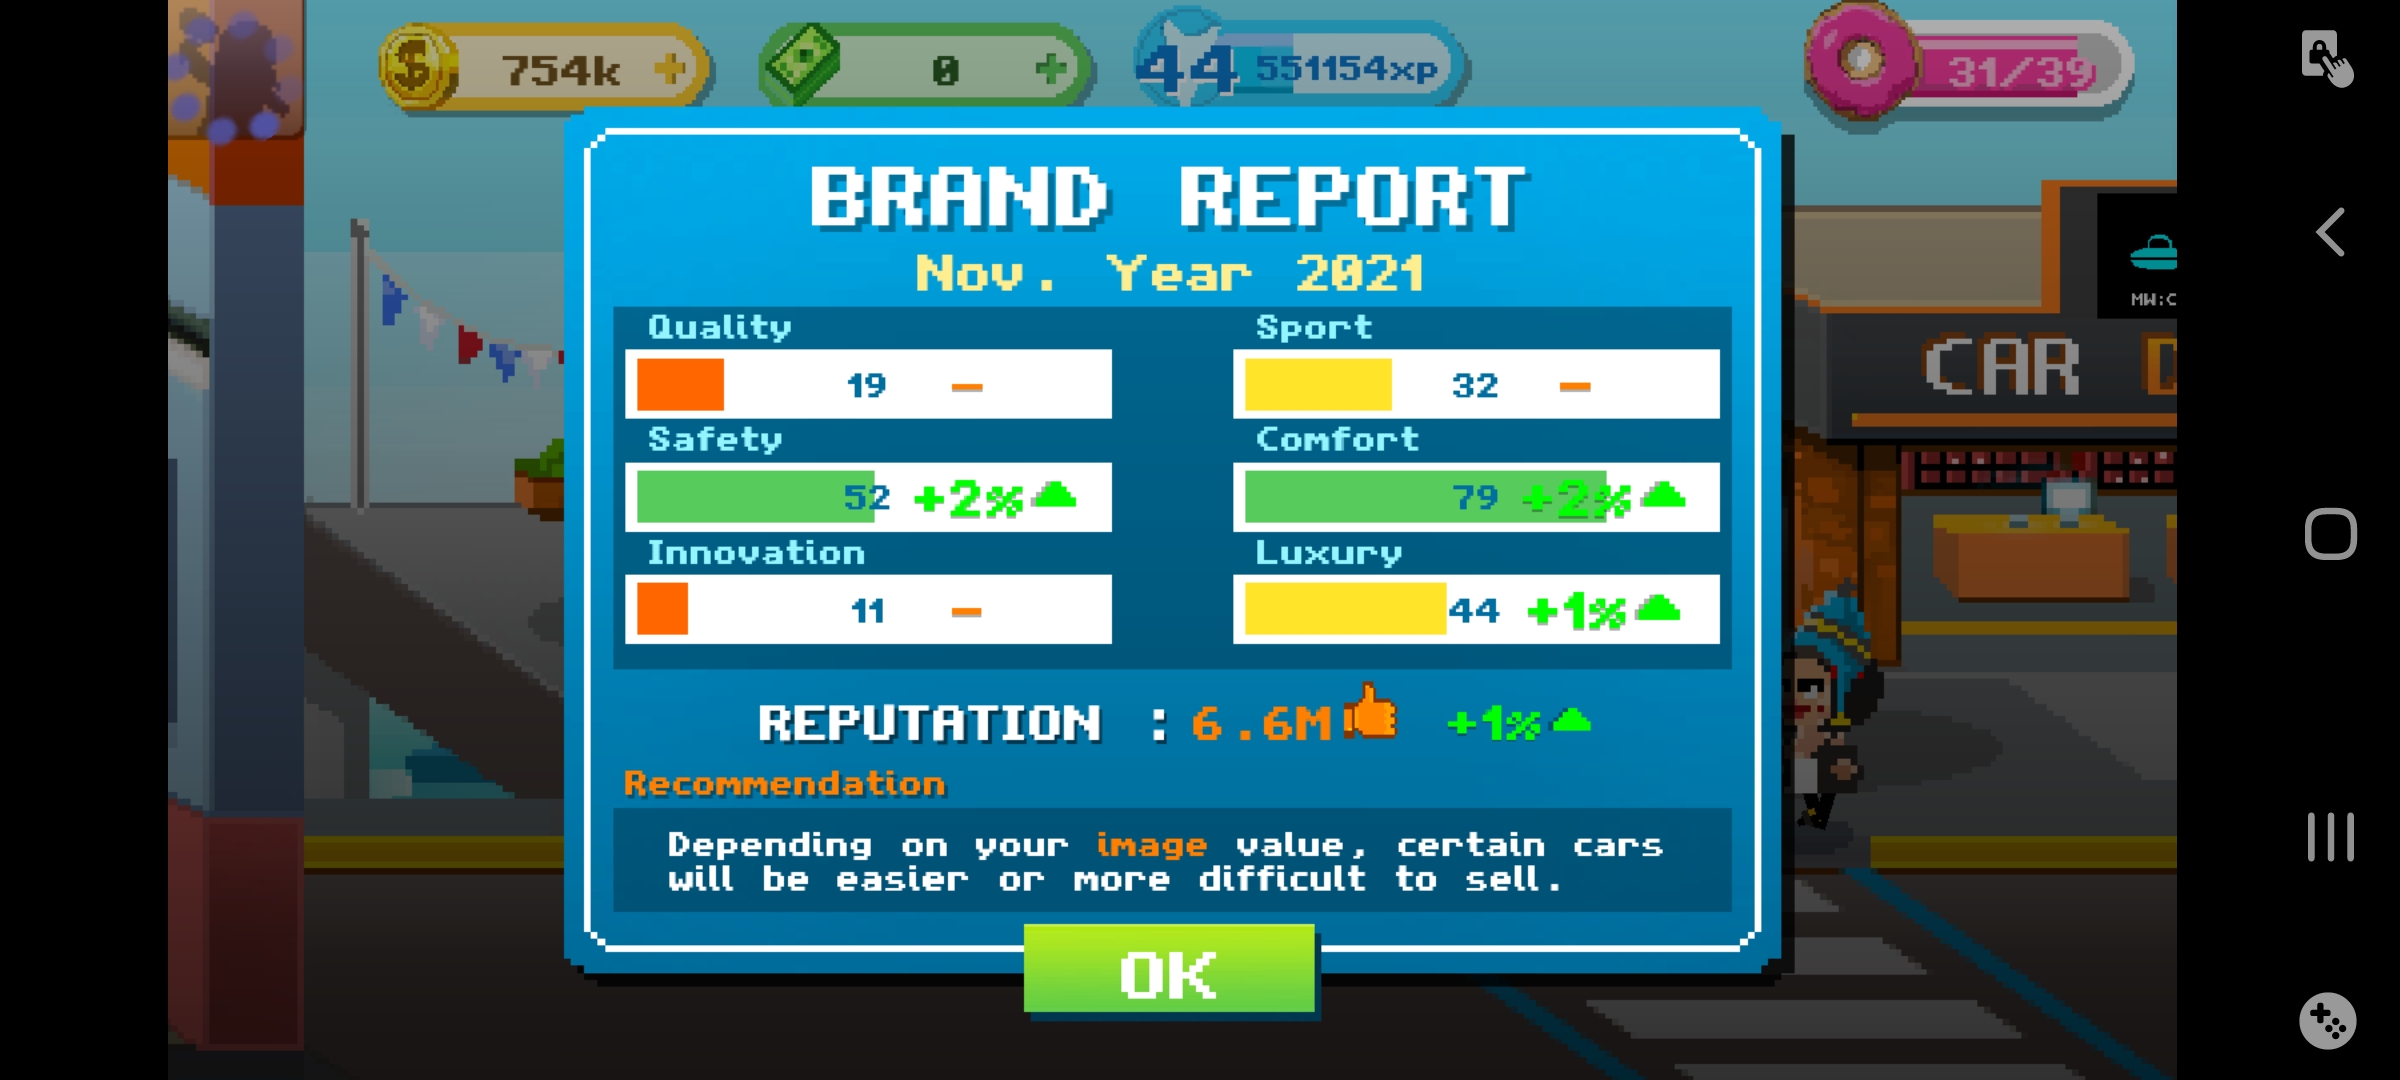 754k +
0 +
44 551154xp
31/39
BRAND REPORT
Nov. Year 2021
Quality
19 -
Sport
32 -
Safety
52 +2%
Comfort
79 +2%
Innovation
11 -
Luxury
44 +1%
REPUTATION : 6.6M +1%
Recommendation
Depending on your image value, certain cars
will be easier or more difficult to sell.
OK
MW:C
CAR